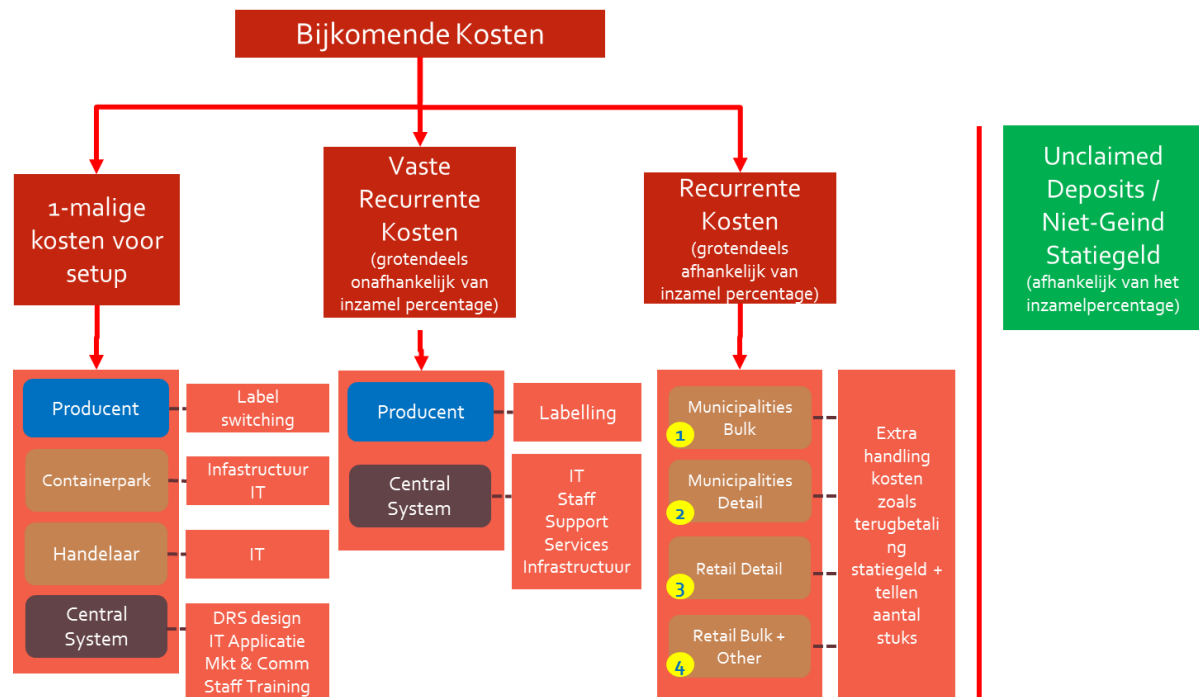 Bijkomende Kosten
1-malige
kosten voor
setup
Vaste
Recurrente
Kosten
(grotendeels
onafhankelijk van
inzamel percentage)
Recurrente
Kosten
(grotendeels
afhankelijk van
inzamel percentage)
Unclaimed
Deposits /
Niet-Geind
Statiegeld
(afhankelijk van het
inzamelpercentage)
Producent
Label
switching
Containerpark
Infastructuur
IT
Handelaar
IT
Central
System
DRS design
IT Applicatie
Mkt & Comm
Staff Training
Producent
Labelling
Central
System
IT
Staff
Support
Services
Infrastructuur
Municipalities
Bulk
1
Municipalities
Detail
2
Retail Detail
3
Retail Bulk +
Other
4
Extra
handling
kosten
zoals
terugbetali
ng
statiegeld +
tellen
aantal
stuks